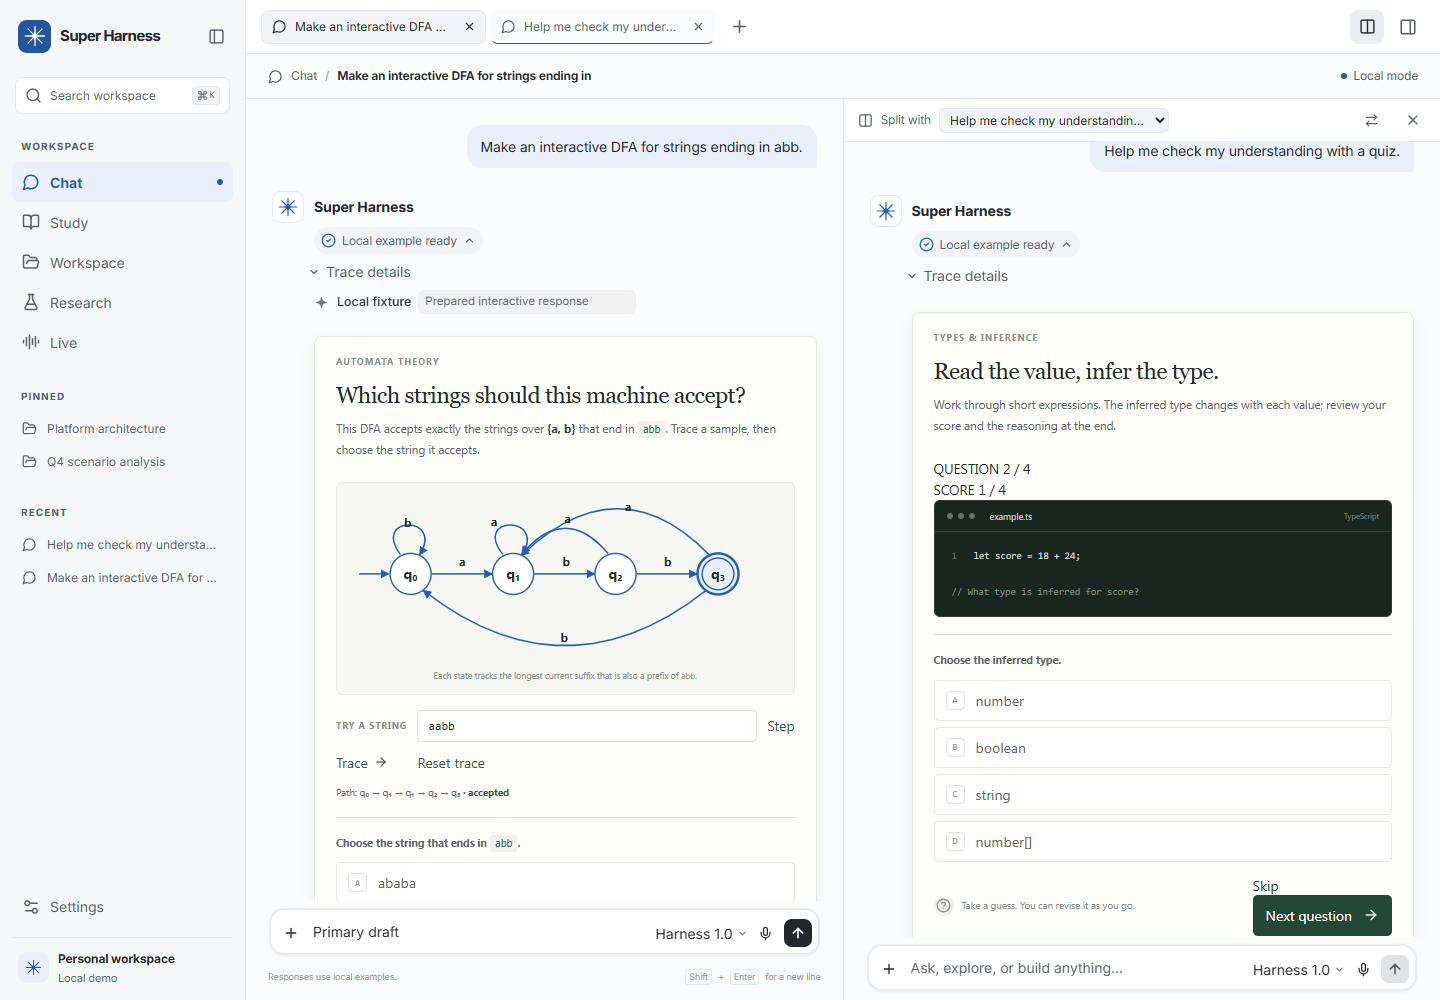 Super Harness
Search workspace
⌘K
WORKSPACE
Chat
Study
Workspace
Research
Live
PINNED
Platform architecture
Q4 scenario analysis
RECENT
Help me check my understa...
Make an interactive DFA for ...
Settings
Personal workspace
Local demo
Make an interactive DFA ...
Help me check my under...
Chat / Make an interactive DFA for strings ending in
Local mode
Make an interactive DFA for strings ending in abb.
Super Harness
Local example ready
Trace details
Local fixture Prepared interactive response
AUTOMATA THEORY
Which strings should this machine accept?
This DFA accepts exactly the strings over {a, b} that end in abb. Trace a sample, then
choose the string it accepts.
b
a
a
a
a
b
b
q₀
q₁
q₂
q₃
b
Each state tracks the longest current suffix that is also a prefix of abb.
TRY A STRING aabb Step
Trace → Reset trace
Path: q₀ → q₁ → q₁ → q₂ → q₃ · accepted
Choose the string that ends in abb.
A ababa
Primary draft
Harness 1.0
Responses use local examples.
Shift + Enter for a new line
Split with Help me check my understandin...
Help me check my understanding with a quiz.
Super Harness
Local example ready
Trace details
TYPES & INFERENCE
Read the value, infer the type.
Work through short expressions. The inferred type changes with each value; review your
score and the reasoning at the end.
QUESTION 2 / 4
SCORE 1 / 4
example.ts
TypeScript
1 let score = 18 + 24;
// What type is inferred for score?
Choose the inferred type.
A number
B boolean
C string
D number[]
Take a guess. You can revise it as you go.
Skip
Next question →
Ask, explore, or build anything...
Harness 1.0